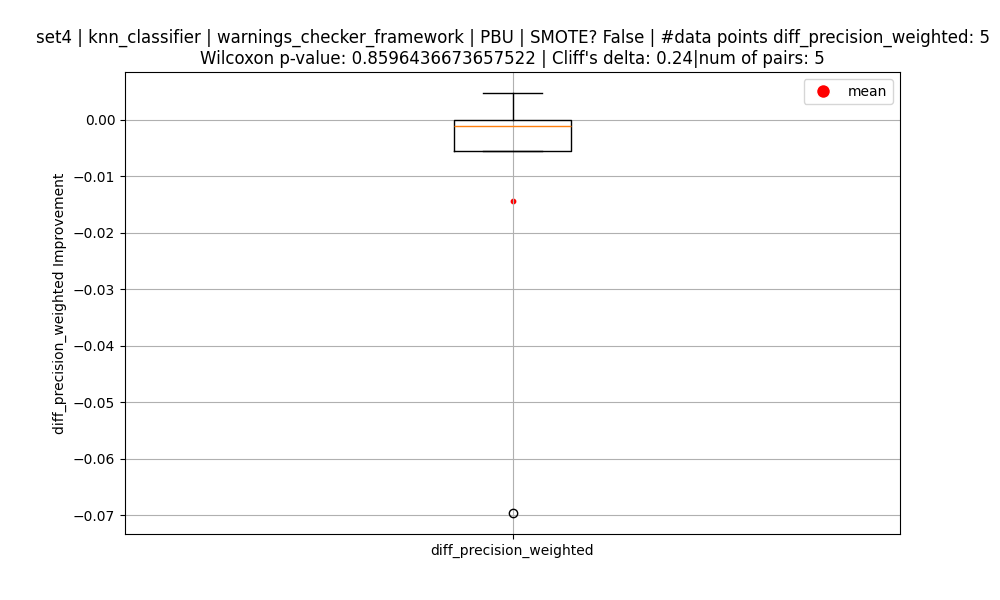 set4 | knn_classifier | warnings_checker_framework | PBU | SMOTE? False | #data points diff_precision_weighted: 5
Wilcoxon p-value: 0.8596436673657522 | Cliff's delta: 0.24|num of pairs: 5
mean
0.00
−0.01
−0.02
−0.03
−0.04
−0.05
−0.06
−0.07
diff_precision_weighted Improvement
diff_precision_weighted